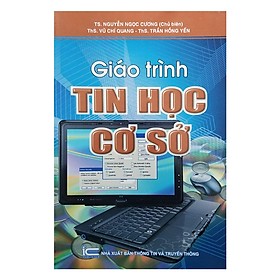 TS. NGUYỄN NGỌC CƯƠNG (Chủ biên)
ThS. VŨ CHÍ QUANG - ThS. TRẦN HỒNG YẾN
Giáo trình
TIN HỌC
CƠ SỞ
NHÀ XUẤT BẢN THÔNG TIN VÀ TRUYỀN THÔNG